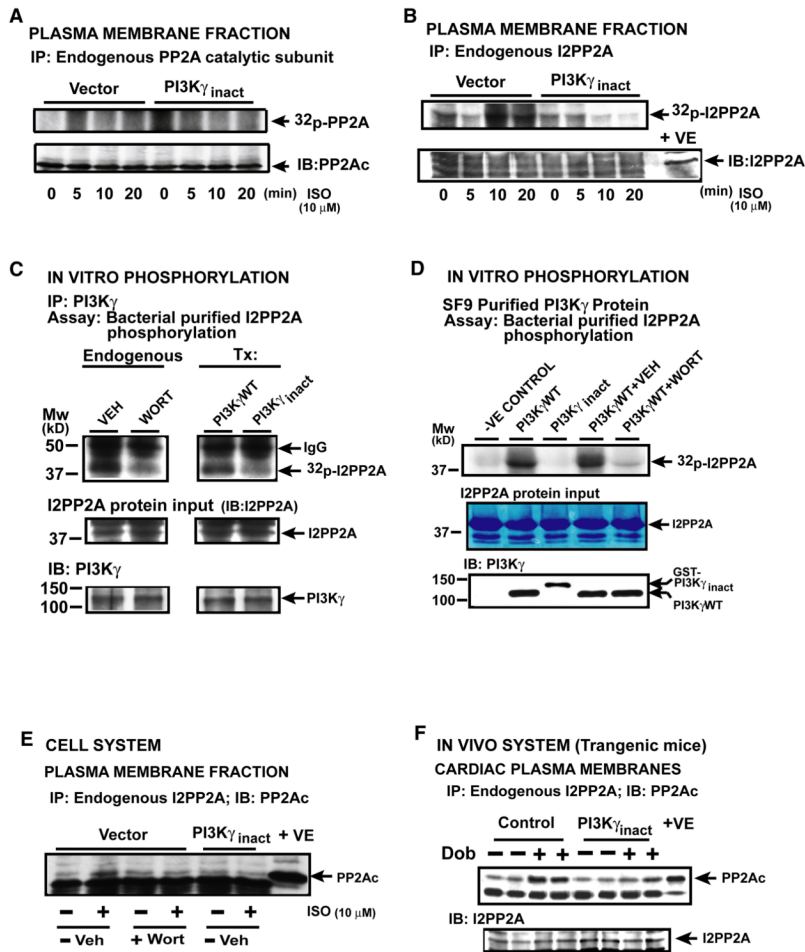 A
PLASMA MEMBRANE FRACTION
IP: Endogenous PP2A catalytic subunit
Vector PI3Kγ inact
32p-PP2A
IB:PP2Ac
0 5 10 20 0 5 10 20 (min) ISO
(10 µM)
B
PLASMA MEMBRANE FRACTION
IP: Endogenous I2PP2A
Vector PI3Kγ inact
32p-I2PP2A
+ VE
IB:I2PP2A
0 5 10 20 0 5 10 20 (min) ISO
(10 µM)
C
IN VITRO PHOSPHORYLATION
IP: PI3Kγ
Assay: Bacterial purified I2PP2A
phosphorylation
Endogenous Tx:
VEH WORT PI3KγWT PI3Kγ inact
Mw
(kD)
50
IgG
37
32p-I2PP2A
I2PP2A protein input (IB:I2PP2A)
37
I2PP2A
IB: PI3Kγ
150
100
PI3Kγ
D
IN VITRO PHOSPHORYLATION
SF9 Purified PI3Kγ Protein
Assay: Bacterial purified I2PP2A
phosphorylation
-VE CONTROL PI3KγWT PI3Kγ inact PI3KγWT+VEH PI3KγWT+WORT
Mw
(kD)
37
32p-I2PP2A
I2PP2A protein input
37
I2PP2A
IB: PI3Kγ
150
100
GST-
PI3Kγ inact
PI3KγWT
E
CELL SYSTEM
PLASMA MEMBRANE FRACTION
IP: Endogenous I2PP2A; IB: PP2Ac
Vector PI3Kγ inact + VE
PP2Ac
– + – + – + ISO (10 µM)
– Veh + Wort – Veh
F
IN VIVO SYSTEM (Trangenic mice)
CARDIAC PLASMA MEMBRANES
IP: Endogenous I2PP2A; IB: PP2Ac
Control PI3Kγinact +VE
Dob – – + + – – + +
PP2Ac
IB: I2PP2A
I2PP2A